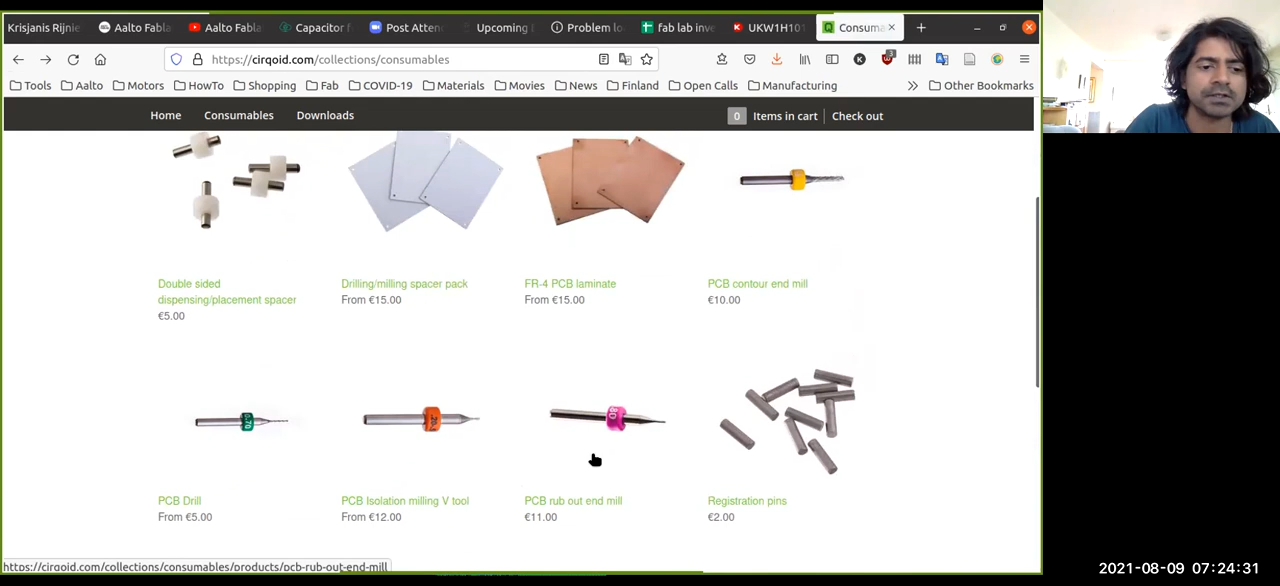 Krisjanis Rijnie
Aalto Fabla
Aalto Fabla
Capacitor f
Post Atten
Upcoming
Problem lo
fab lab inve
UKW1H101
Consuma
https://cirqoid.com/collections/consumables
Tools
Aalto
Motors
HowTo
Shopping
Fab
COVID-19
Materials
Movies
News
Finland
Open Calls
Manufacturing
Other Bookmarks
Home
Consumables
Downloads
0
Items in cart
Check out
Double sided
dispensing/placement spacer
€5.00
Drilling/milling spacer pack
From €15.00
FR-4 PCB laminate
From €15.00
PCB contour end mill
€10.00
PCB Drill
From €5.00
PCB Isolation milling V tool
From €12.00
PCB rub out end mill
€11.00
Registration pins
€2.00
https://cirqoid.com/collections/consumables/products/pcb-rub-out-end-mill
2021-08-09 07:24:31